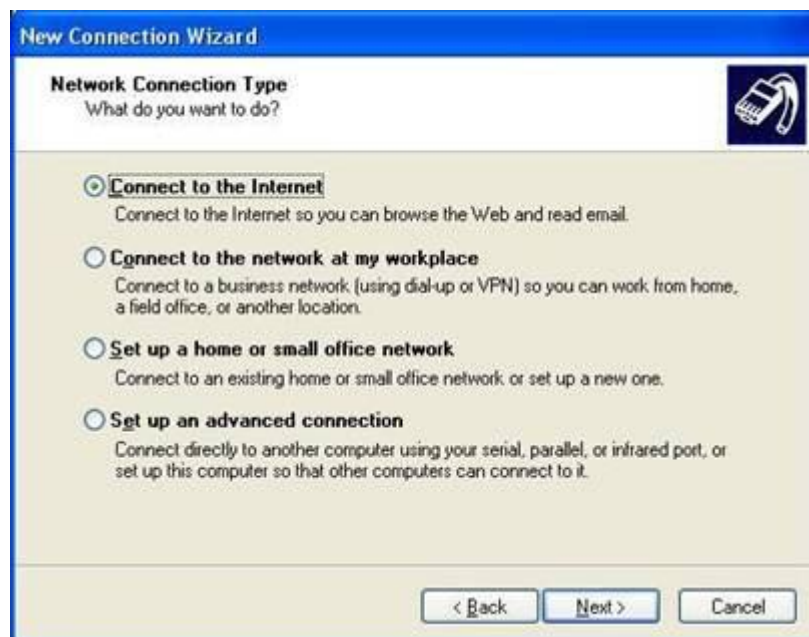 New Connection Wizard
Network Connection Type
What do you want to do?
Connect to the Internet
Connect to the Internet so you can browse the Web and read email.
Connect to the network at my workplace
Connect to a business network (using dial-up or VPN) so you can work from home,
a field office, or another location.
Set up a home or small office network
Connect to an existing home or small office network or set up a new one.
Set up an advanced connection
Connect directly to another computer using your serial, parallel, or infrared port, or
set up this computer so that other computers can connect to it.
< Back Next > Cancel